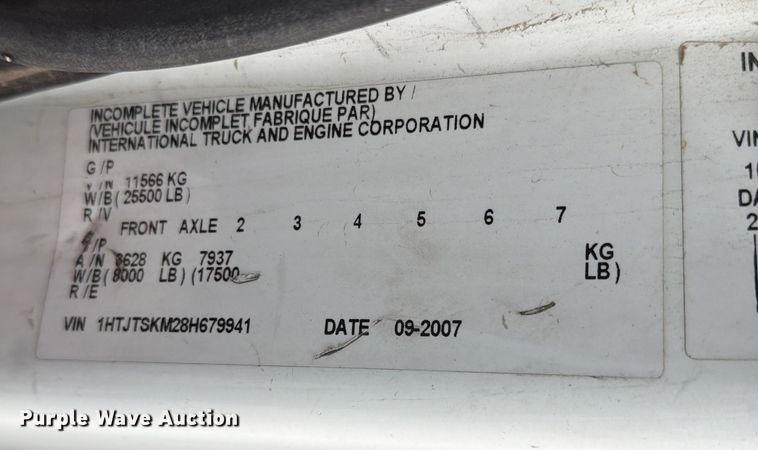 INCOMPLETE VEHICLE MANUFACTURED BY /
(VEHICULE INCOMPLET FABRIQUE PAR)
INTERNATIONAL TRUCK AND ENGINE CORPORATION
G /P
V /N 11566 KG
W/B( 25500 LB )
R /V
FRONT AXLE 2 3 4 5 6 7
G /P
A /N 3628 KG 7937 KG
W/B( 8000 LB) (17500 LB)
R /E
VIN 1HTJTSKM28H679941 DATE 09-2007
IN
VIN
10
DA
2
Purple Wave Auction